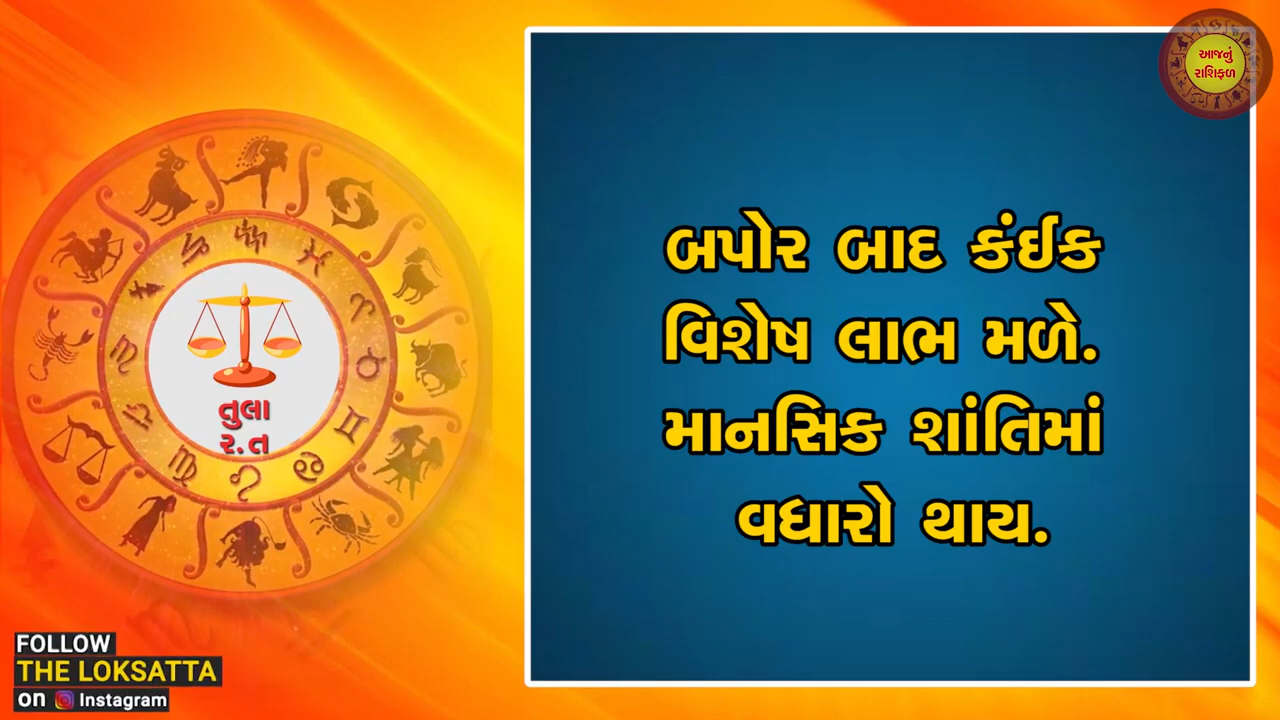 આજનું
રાશિફળ
બપોર બાદ કંઈક
વિશેષ લાભ મળે.
માનસિક શાંતિમાં
વધારો થાય.
તુલા
ર.ત
FOLLOW
THE LOKSATTA
on Instagram